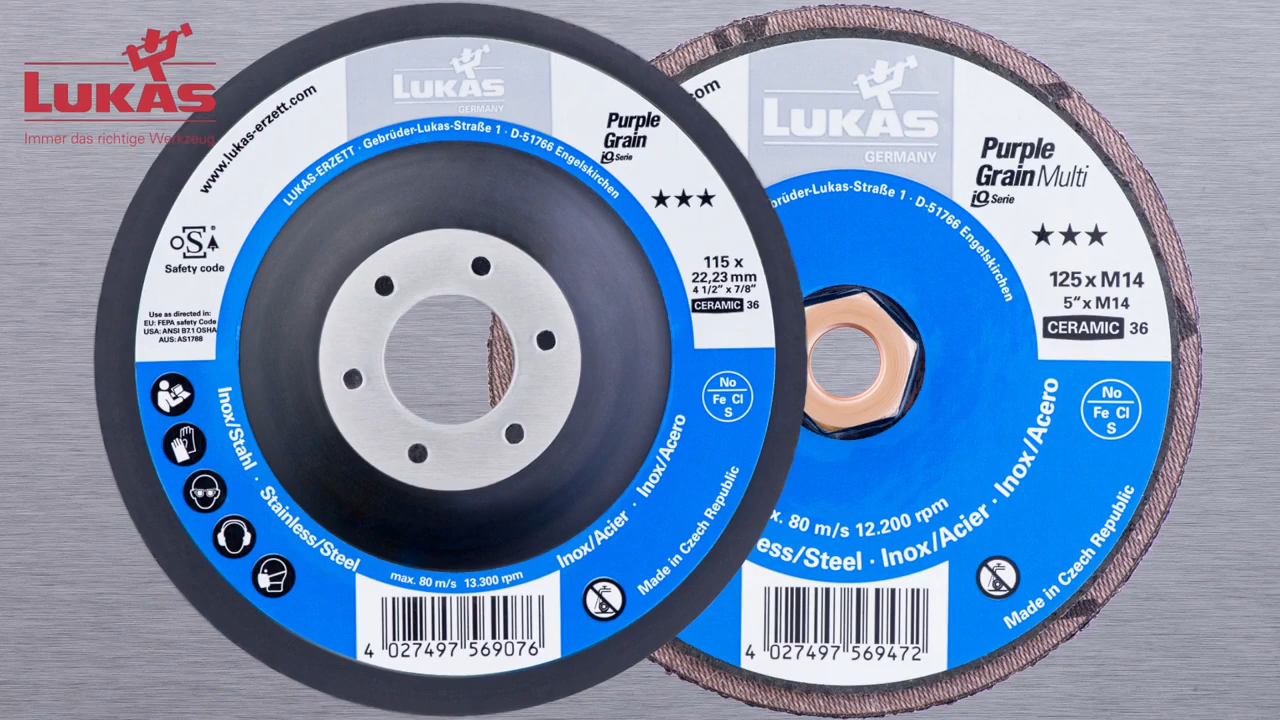 LUKAS
Immer das richtige Werkzeug
www.lukas-erzett.com
LUKAS
GERMANY
LUKAS-ERZETT · Gebrüder-Lukas-Straße 1 · D-51766 Engelskirchen
Purple
Grain
iQ Serie
★★★
115 x
22,23 mm
4 1/2" x 7/8"
CERAMIC 36
S
Safety code
Use as directed in:
EU: FEPA safety Code
USA: ANSI B7.1 OSHA
AUS: AS1788
No
Fe Cl
S
Inox/Stahl · Stainless/Steel
Inox/Acier · Inox/Acero
Made in Czech Republic
max. 80 m/s 13.300 rpm
4 027497 569076
.com
LUKAS
GERMANY
brüder-Lukas-Straße 1 · D-51766 Engelskirchen
Purple
Grain Multi
iQ Serie
★★★
125 x M14
5“ x M14
CERAMIC 36
No
Fe Cl
S
x. 80 m/s 12.200 rpm
ess/Steel · Inox/Acier · Inox/Acero
Made in Czech Republic
4 027497 569472